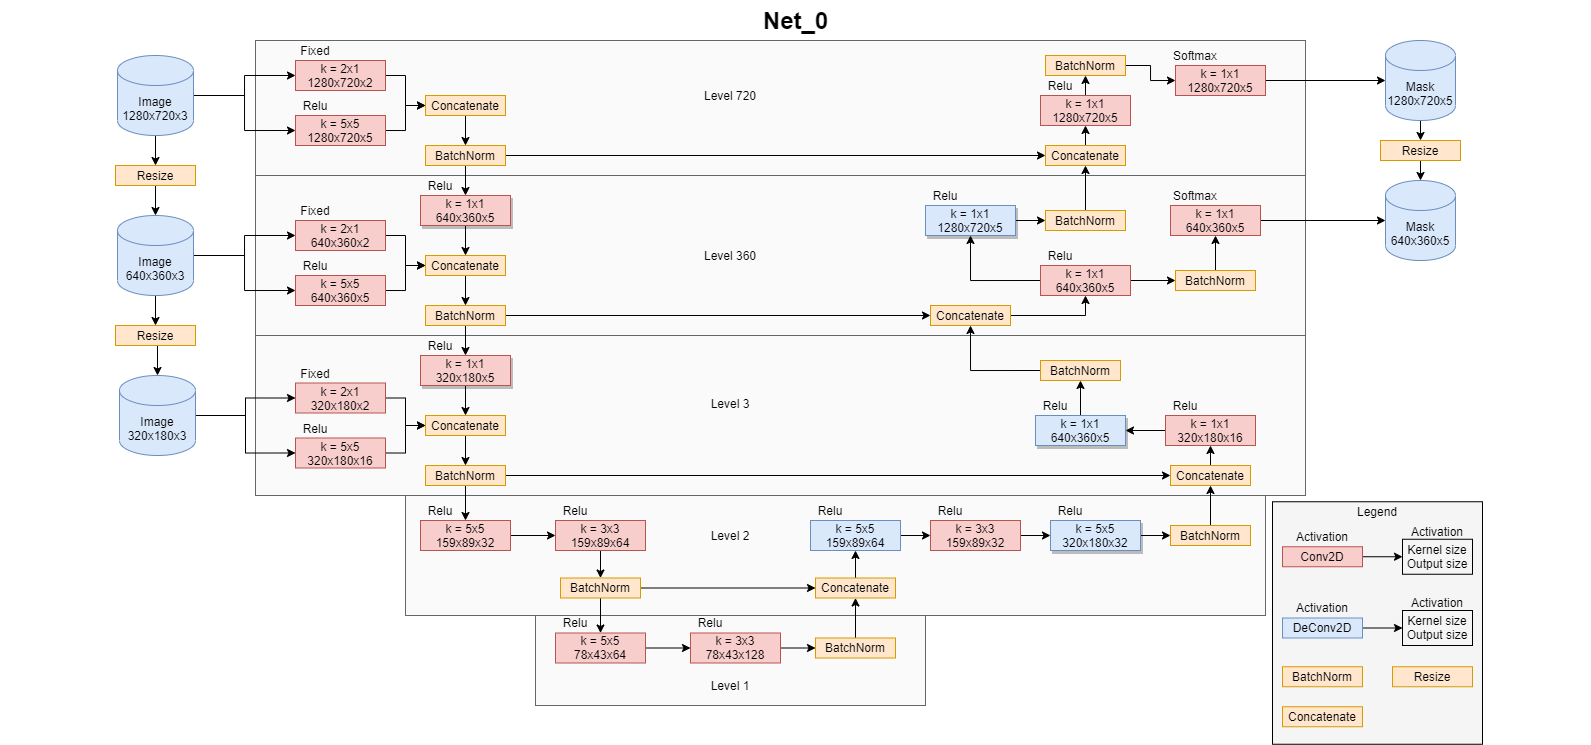 Net_0
Image
1280x720x3
Resize
Image
640x360x3
Resize
Image
320x180x3
Fixed
k = 2x1
1280x720x2
Relu
k = 5x5
1280x720x5
Concatenate
BatchNorm
Level 720
BatchNorm
Relu
k = 1x1
1280x720x5
Concatenate
Softmax
k = 1x1
1280x720x5
Mask
1280x720x5
Resize
Mask
640x360x5
Relu
k = 1x1
640x360x5
Fixed
k = 2x1
640x360x2
Relu
k = 5x5
640x360x5
Concatenate
BatchNorm
Level 360
Relu
k = 1x1
1280x720x5
BatchNorm
Softmax
k = 1x1
640x360x5
Relu
k = 1x1
640x360x5
BatchNorm
Concatenate
Relu
k = 1x1
320x180x5
Fixed
k = 2x1
320x180x2
Relu
k = 5x5
320x180x16
Concatenate
BatchNorm
Level 3
BatchNorm
Relu
k = 1x1
640x360x5
Relu
k = 1x1
320x180x16
Concatenate
Relu
k = 5x5
159x89x32
Relu
k = 3x3
159x89x64
BatchNorm
Level 2
Relu
k = 5x5
159x89x64
Relu
k = 3x3
159x89x32
Relu
k = 5x5
320x180x32
BatchNorm
Concatenate
Relu
k = 5x5
78x43x64
Relu
k = 3x3
78x43x128
BatchNorm
Level 1
Legend
Activation
Conv2D
Activation
Kernel size
Output size
Activation
DeConv2D
Activation
Kernel size
Output size
BatchNorm
Resize
Concatenate